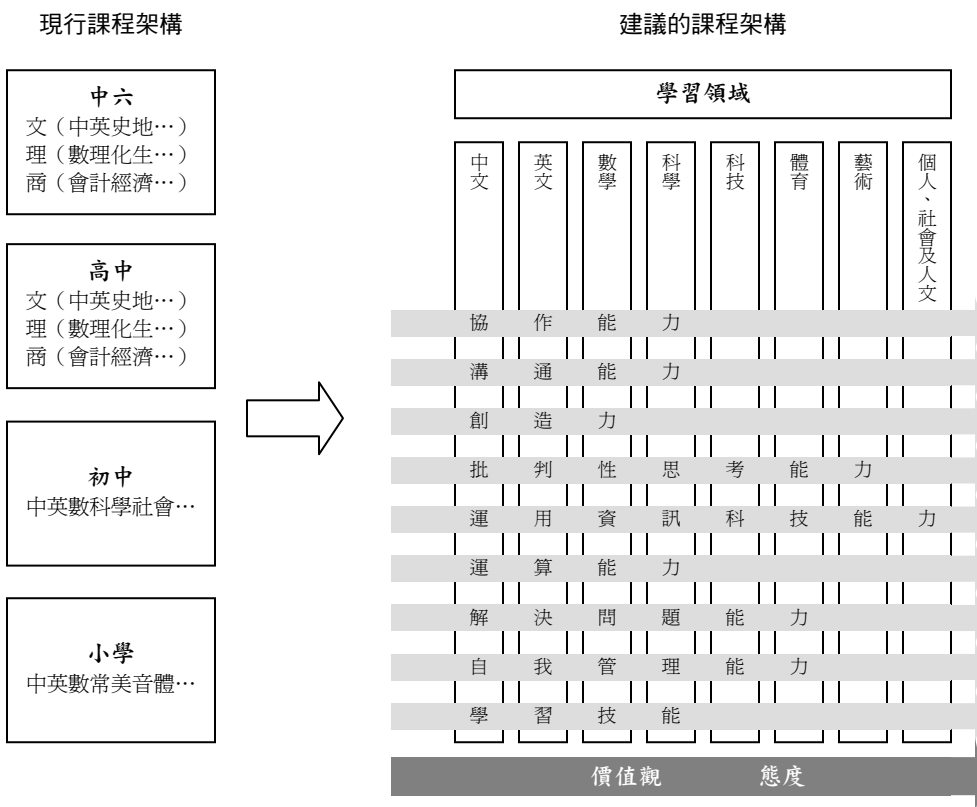 現行課程架構
中六
文（中英史地…）
理（數理化生…）
商（會計經濟…）
高中
文（中英史地…）
理（數理化生…）
商（會計經濟…）
初中
中英數科學社會…
小學
中英數常美音體…
建議的課程架構
學習領域
中文
英文
數學
科學
科技
體育
藝術
個人、社會及人文
協作能力
溝通能力
創造力
批判性思考能力
運用資訊科技能力
運算能力
解決問題能力
自我管理能力
學習技能
價值觀 態度